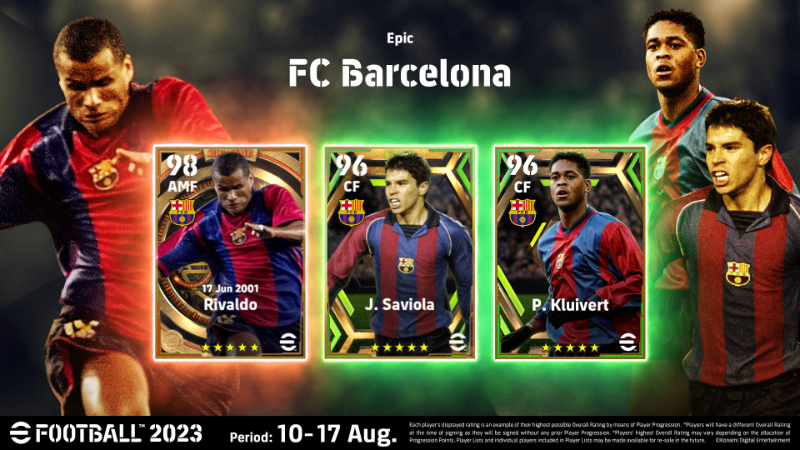 Epic
FC Barcelona
98
AMF
17 Jun 2001
Rivaldo
96
CF
J. Saviola
96
CF
P. Kluivert
FOOTBALL™ 2023
Period: 10-17 Aug.
Each player's displayed rating is an example of their highest possible Overall Rating by means of Player Progression. *Players will have a different Overall Rating
at the time of signing as they will be signed without any prior Player Progression. *Players' highest Overall Rating may vary depending on the allocation of
Progression Points. Player Lists and individual players included in Player Lists may be made available for re-sale in the future. ©Konami Digital Entertainment